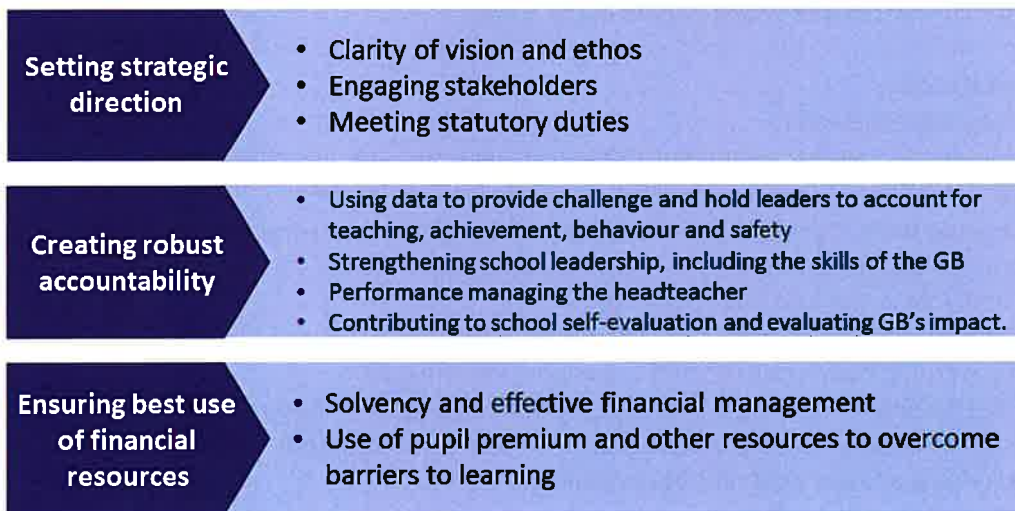 Setting strategic
direction
• Clarity of vision and ethos
• Engaging stakeholders
• Meeting statutory duties
Creating robust
accountability
• Using data to provide challenge and hold leaders to account for
teaching, achievement, behaviour and safety
• Strengthening school leadership, including the skills of the GB
• Performance managing the headteacher
• Contributing to school self-evaluation and evaluating GB's impact.
Ensuring best use
of financial
resources
• Solvency and effective financial management
• Use of pupil premium and other resources to overcome
barriers to learning